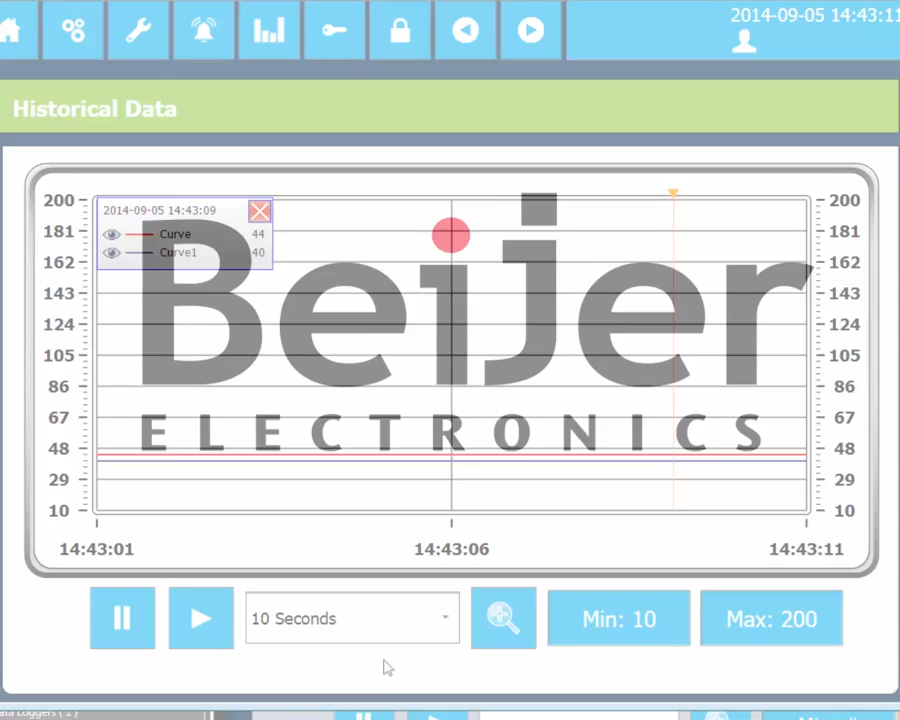 2014-09-05 14:43:11
Historical Data
200
181
162
143
124
105
86
67
48
29
10
2014-09-05 14:43:09
Curve 44
Curve1 40
Beijer
ELECTRONICS
200
181
162
143
124
105
86
67
48
29
10
14:43:01 14:43:06 14:43:11
10 Seconds
Min: 10
Max: 200